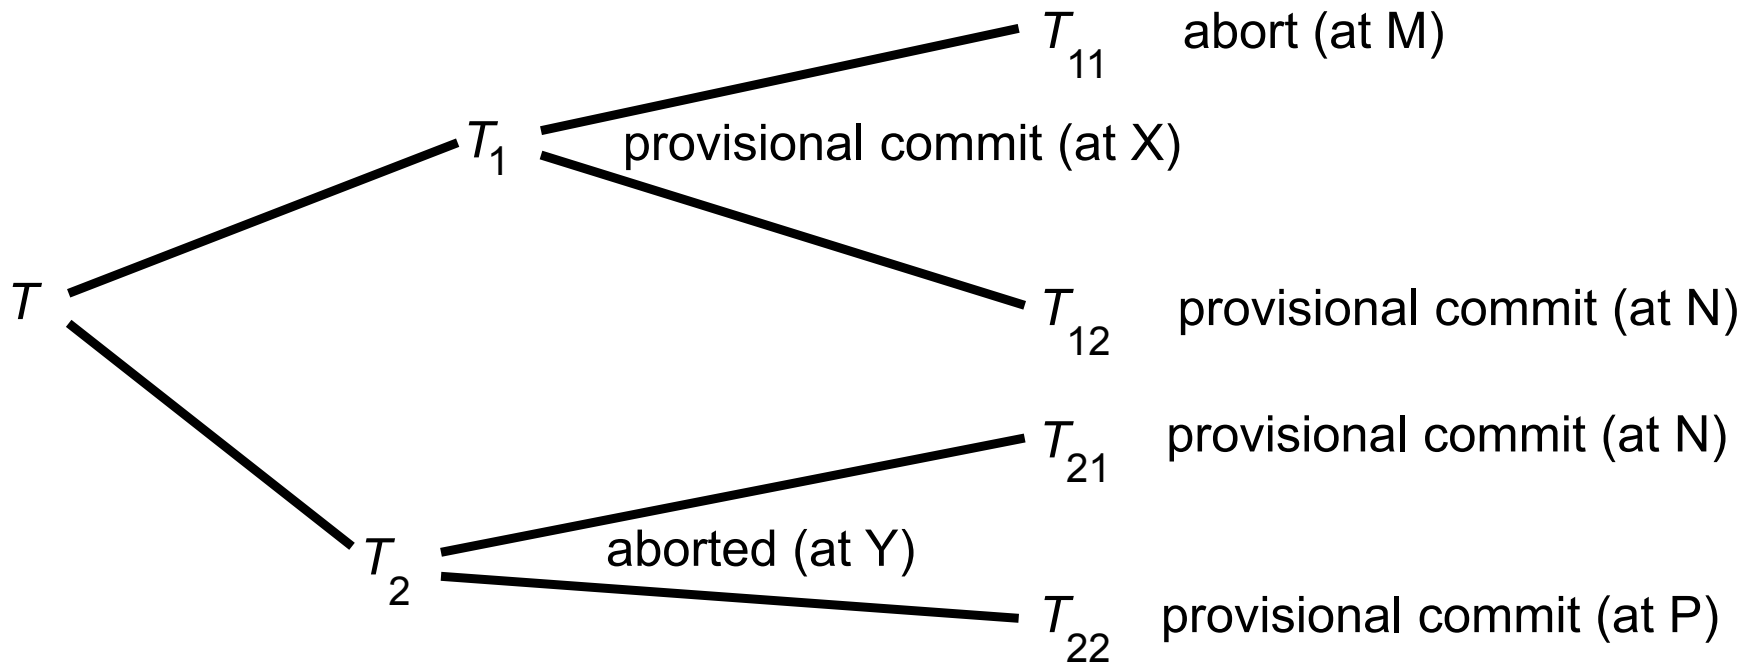 T11 abort (at M)
T1 provisional commit (at X)
T
T12 provisional commit (at N)
T21 provisional commit (at N)
T2 aborted (at Y)
T22 provisional commit (at P)